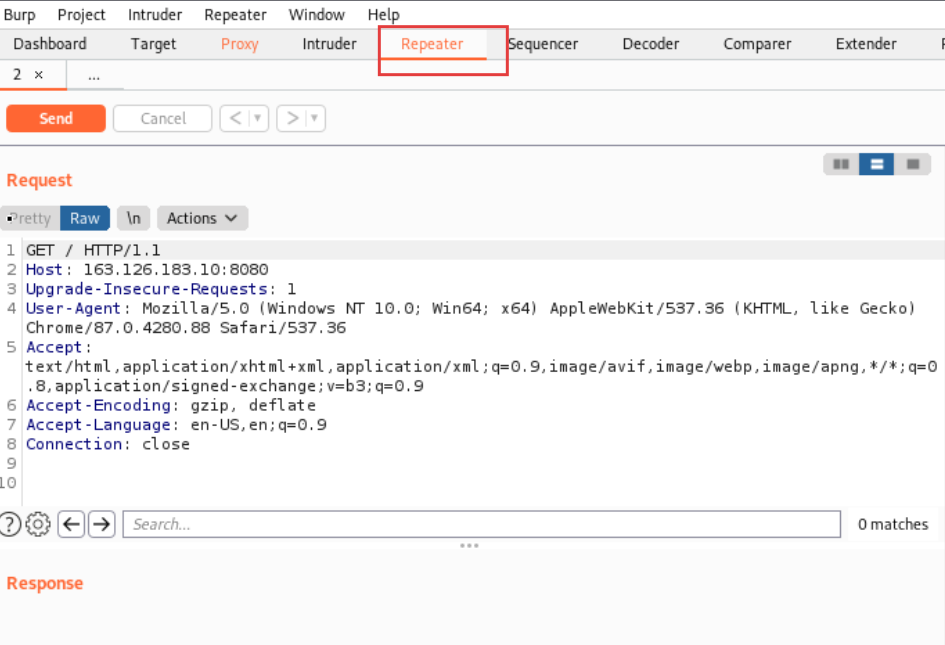 Burp Project Intruder Repeater Window Help
Dashboard Target Proxy Intruder Repeater Sequencer Decoder Comparer Extender
2 × ...
Send Cancel < ▾ > ▾
Request
Pretty Raw \n Actions
1 GET / HTTP/1.1
2 Host: 163.126.183.10:8080
3 Upgrade-Insecure-Requests: 1
4 User-Agent: Mozilla/5.0 (Windows NT 10.0; Win64; x64) AppleWebKit/537.36 (KHTML, like Gecko)
Chrome/87.0.4280.88 Safari/537.36
5 Accept:
text/html,application/xhtml+xml,application/xml;q=0.9,image/avif,image/webp,image/apng,*/*;q=0
.8,application/signed-exchange;v=b3;q=0.9
6 Accept-Encoding: gzip, deflate
7 Accept-Language: en-US,en;q=0.9
8 Connection: close
9
10
? Search... 0 matches
Response